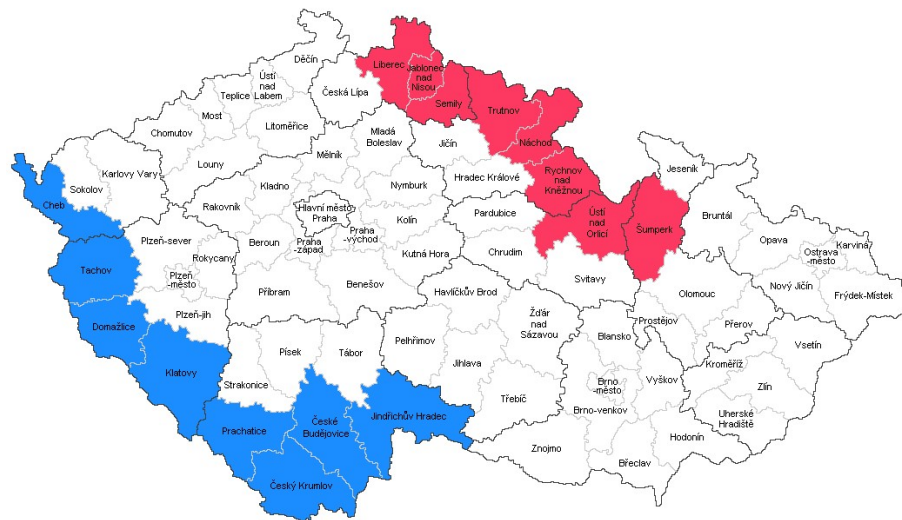 Děčín
Liberec
Jablonec
nad
Nisou
Ústí
nad
Labem
Teplice
Česká Lípa
Semily
Trutnov
Most
Chomutov
Litoměřice
Mladá
Boleslav
Jičín
Náchod
Louny
Mělník
Rychnov
nad
Kněžnou
Jeseník
Karlovy Vary
Sokolov
Cheb
Kladno
Nymburk
Hradec Králové
Rakovník
Hlavní město
Praha
Kolín
Pardubice
Ústí
nad
Orlicí
Šumperk
Bruntál
Plzeň-sever
Beroun
Praha
-západ
Praha
-východ
Opava
Karviná
Ostrava
-město
Rokycany
Kutná Hora
Chrudim
Tachov
Plzeň
-město
Svitavy
Nový Jičín
Frýdek-Místek
Příbram
Benešov
Havlíčkův Brod
Olomouc
Plzeň-jih
Žďár
nad
Sázavou
Prostějov
Přerov
Domažlice
Blansko
Vsetín
Písek
Tábor
Pelhřimov
Jihlava
Kroměříž
Klatovy
Strakonice
Brno
-město
Vyškov
Zlín
Třebíč
Brno-venkov
Jindřichův Hradec
Uherské
Hradiště
České
Budějovice
Prachatice
Hodonín
Znojmo
Břeclav
Český Krumlov